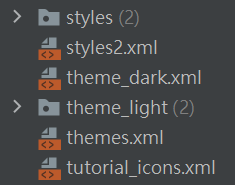 styles (2)
styles2.xml
theme_dark.xml
theme_light (2)
themes.xml
tutorial_icons.xml